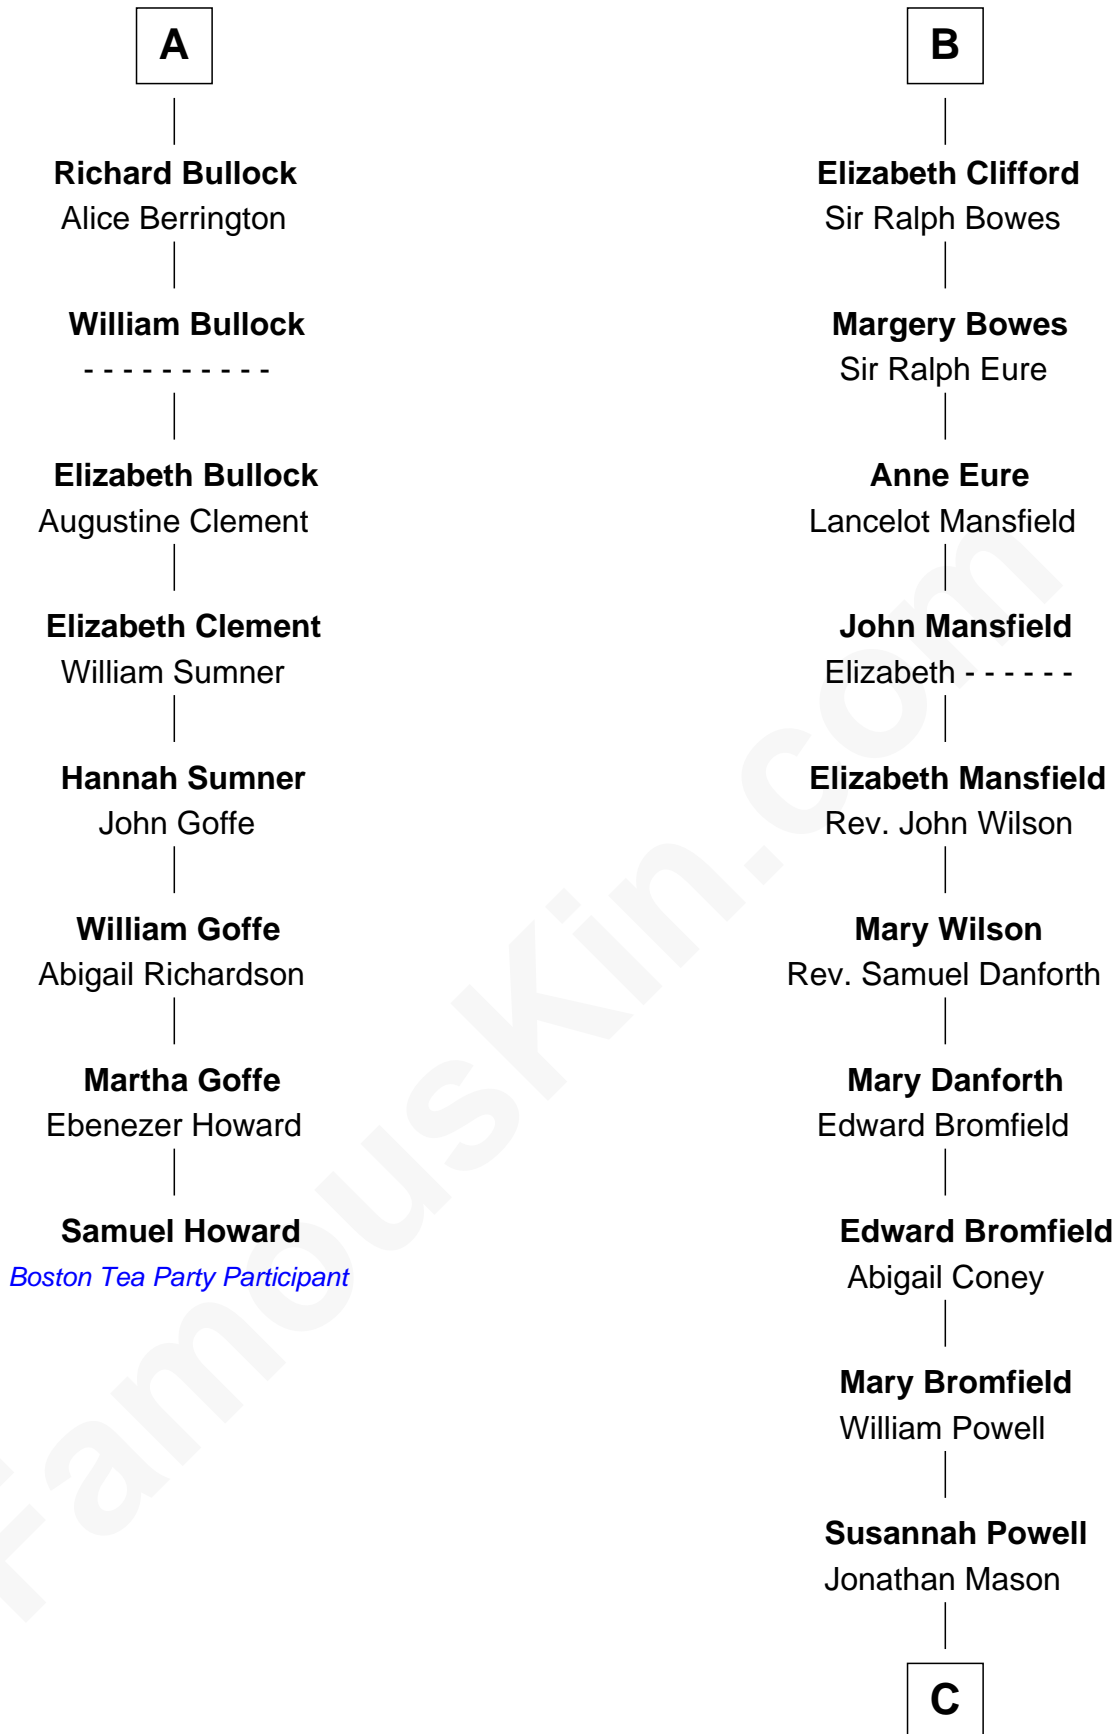 A
Richard Bullock
Alice Berrington
William Bullock
- - - - - - - - - -
Elizabeth Bullock
Augustine Clement
Elizabeth Clement
William Sumner
Hannah Sumner
John Goffe
William Goffe
Abigail Richardson
Martha Goffe
Ebenezer Howard
Samuel Howard
Boston Tea Party Participant
B
Elizabeth Clifford
Sir Ralph Bowes
Margery Bowes
Sir Ralph Eure
Anne Eure
Lancelot Mansfield
John Mansfield
Elizabeth - - - - - -
Elizabeth Mansfield
Rev. John Wilson
Mary Wilson
Rev. Samuel Danforth
Mary Danforth
Edward Bromfield
Edward Bromfield
Abigail Coney
Mary Bromfield
William Powell
Susannah Powell
Jonathan Mason
C
FamousKin.com